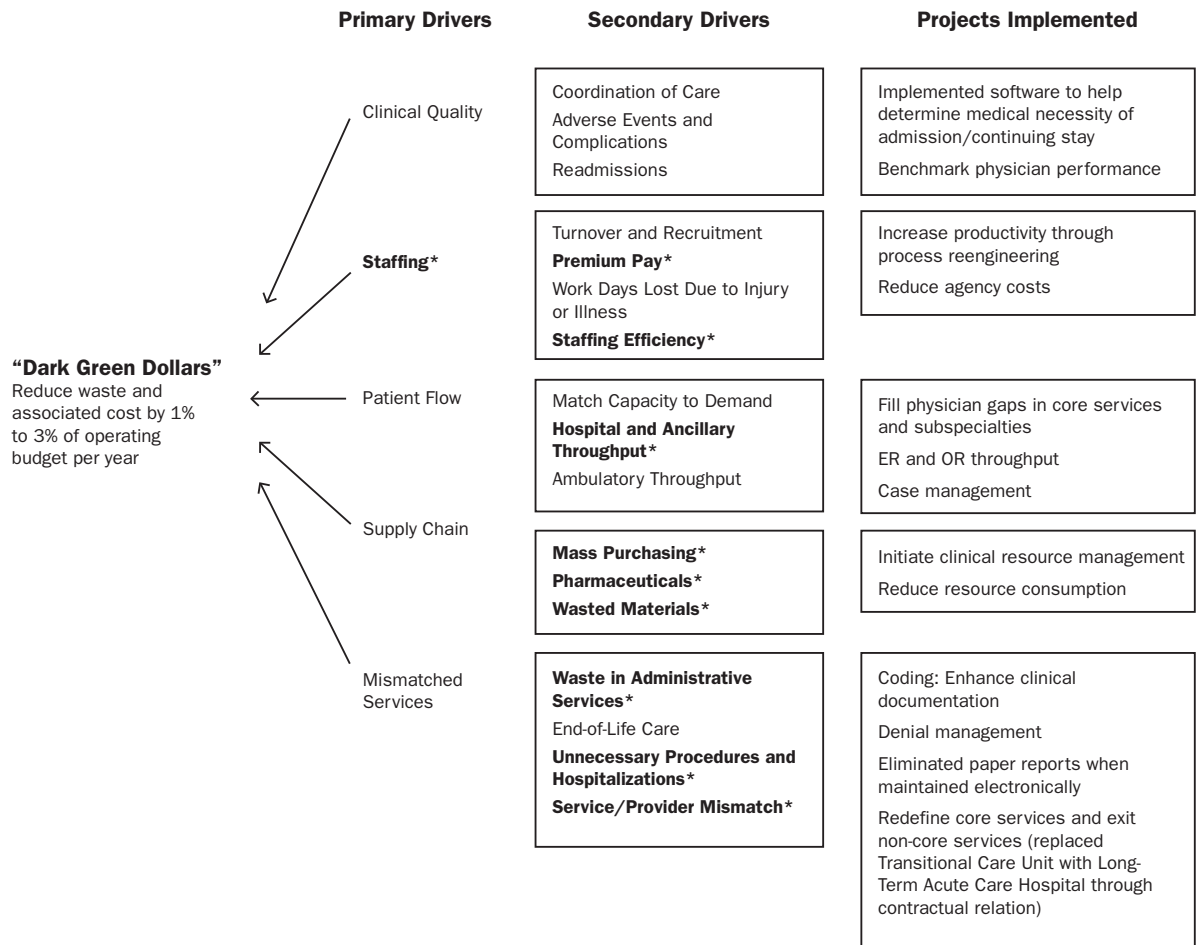 Primary Drivers
Secondary Drivers
Projects Implemented
"Dark Green Dollars"
Reduce waste and
associated cost by 1%
to 3% of operating
budget per year
Clinical Quality
Coordination of Care
Adverse Events and
Complications
Readmissions
Implemented software to help
determine medical necessity of
admission/continuing stay
Benchmark physician performance
Staffing*
Turnover and Recruitment
Premium Pay*
Work Days Lost Due to Injury
or Illness
Staffing Efficiency*
Increase productivity through
process reengineering
Reduce agency costs
Patient Flow
Match Capacity to Demand
Hospital and Ancillary
Throughput*
Ambulatory Throughput
Fill physician gaps in core services
and subspecialties
ER and OR throughput
Case management
Supply Chain
Mass Purchasing*
Pharmaceuticals*
Wasted Materials*
Initiate clinical resource management
Reduce resource consumption
Mismatched
Services
Waste in Administrative
Services*
End-of-Life Care
Unnecessary Procedures and
Hospitalizations*
Service/Provider Mismatch*
Coding: Enhance clinical
documentation
Denial management
Eliminated paper reports when
maintained electronically
Redefine core services and exit
non-core services (replaced
Transitional Care Unit with Long-
Term Acute Care Hospital through
contractual relation)